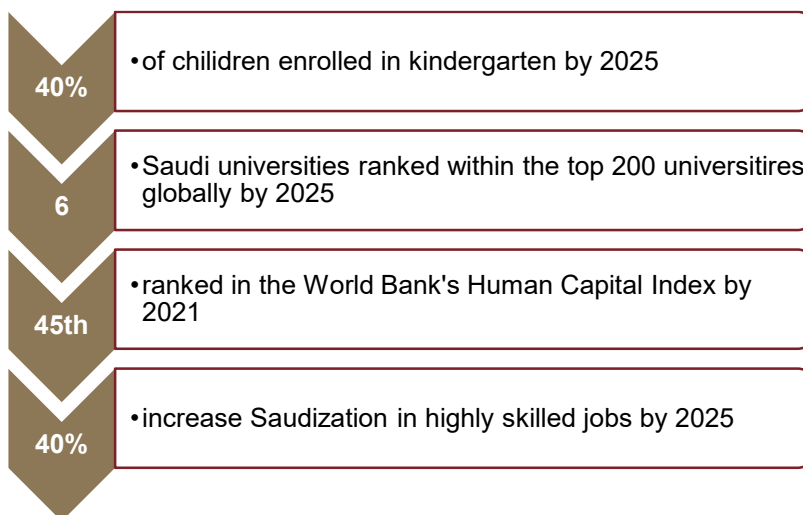 40%
•of chilidren enrolled in kindergarten by 2025
6
•Saudi universities ranked within the top 200 universitires
globally by 2025
45th
•ranked in the World Bank's Human Capital Index by
2021
40%
•increase Saudization in highly skilled jobs by 2025